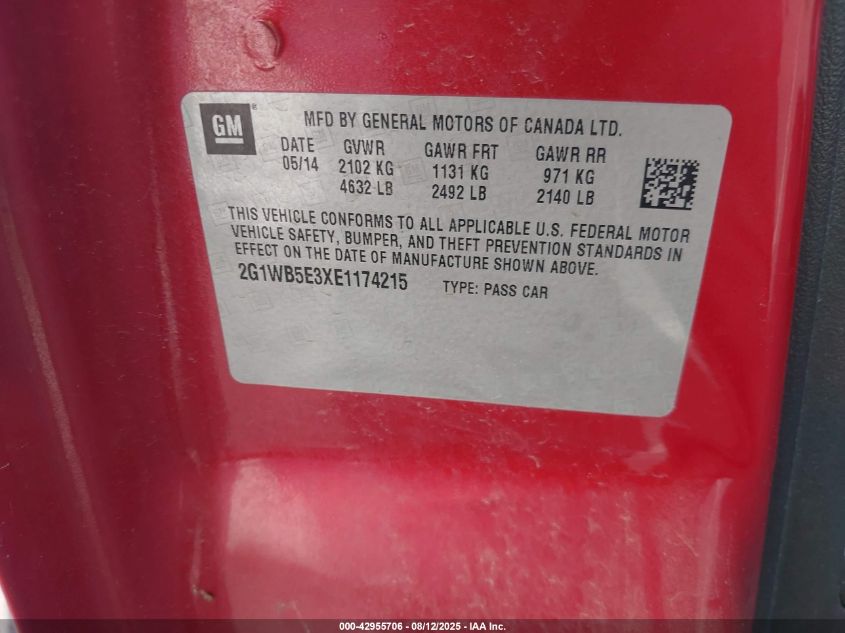 GM ® MFD BY GENERAL MOTORS OF CANADA LTD.
DATE GVWR GAWR FRT GAWR RR
05/14 2102 KG 1131 KG 971 KG
4632 LB 2492 LB 2140 LB
THIS VEHICLE CONFORMS TO ALL APPLICABLE U.S. FEDERAL MOTOR
VEHICLE SAFETY, BUMPER, AND THEFT PREVENTION STANDARDS IN
EFFECT ON THE DATE OF MANUFACTURE SHOWN ABOVE.
2G1WB5E3XE1174215 TYPE: PASS CAR
000-42955706 - 08/12/2025 - IAA Inc.